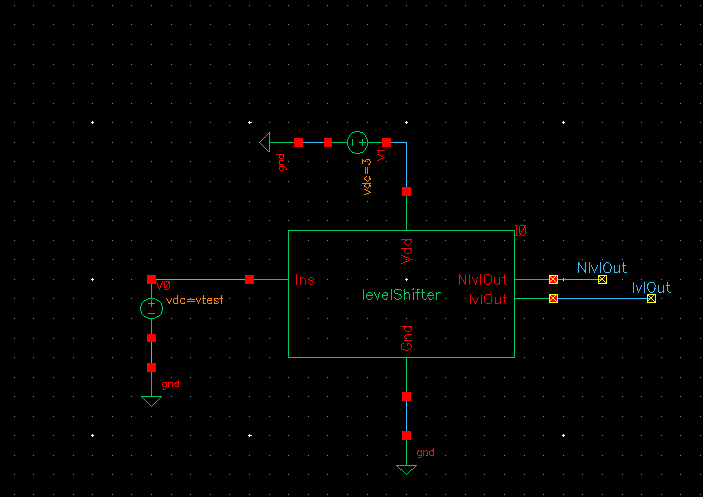 gnd
vdc=3
V1
I0
Vdd
NlvlOut
lvlOut
Ins
NlvlOut
levelShifter
lvlOut
V0
vdc=vtest
Gnd
gnd
gnd